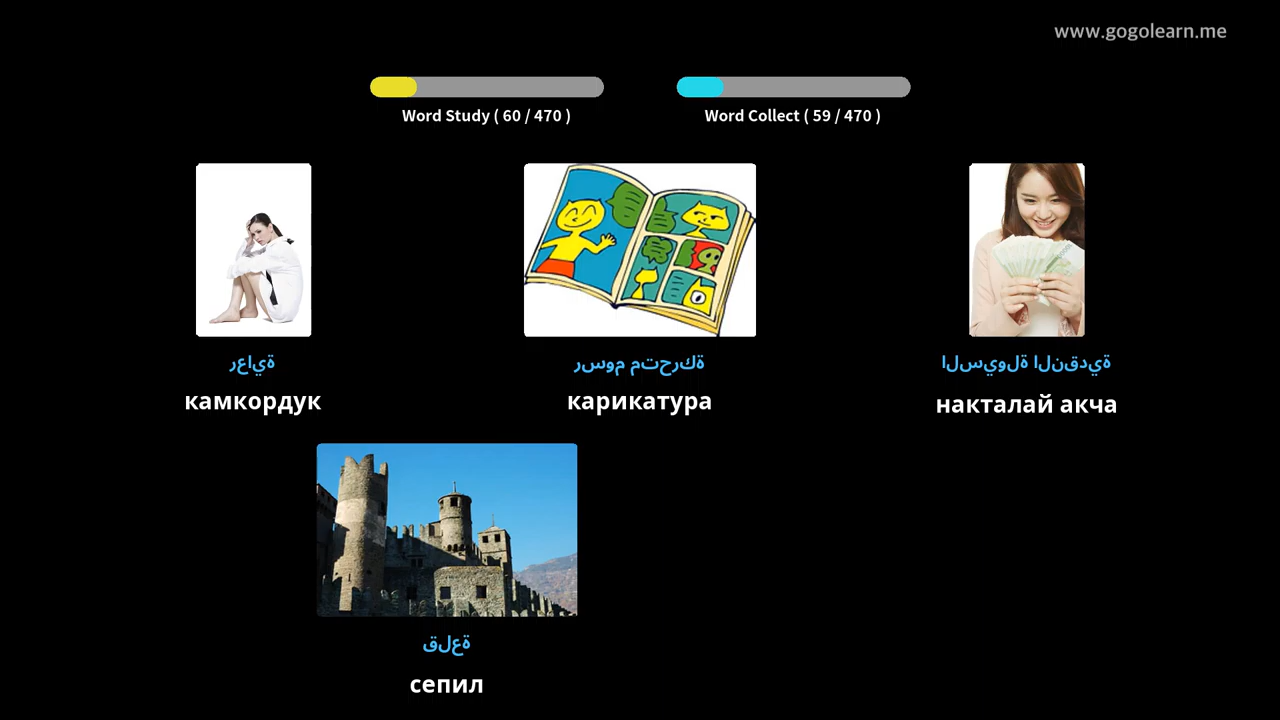 www.gogolearn.me
Word Study ( 60 / 470 )
Word Collect ( 59 / 470 )
رعاية
камкордук
رسوم متحركة
карикатура
السيولة النقدية
накталай акча
قلعة
сепил